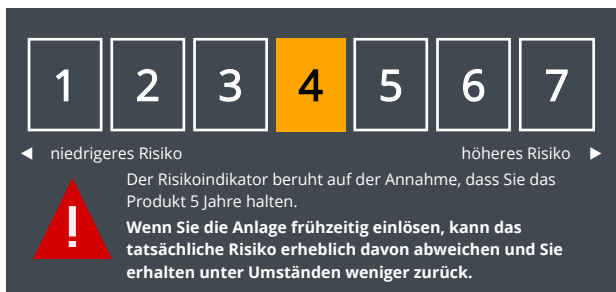 1 2 3 4 5 6 7
◄ niedrigeres Risiko höheres Risiko ►
Der Risikoindikator beruht auf der Annahme, dass Sie das
Produkt 5 Jahre halten.
Wenn Sie die Anlage frühzeitig einlösen, kann das
tatsächliche Risiko erheblich davon abweichen und Sie
erhalten unter Umständen weniger zurück.
!